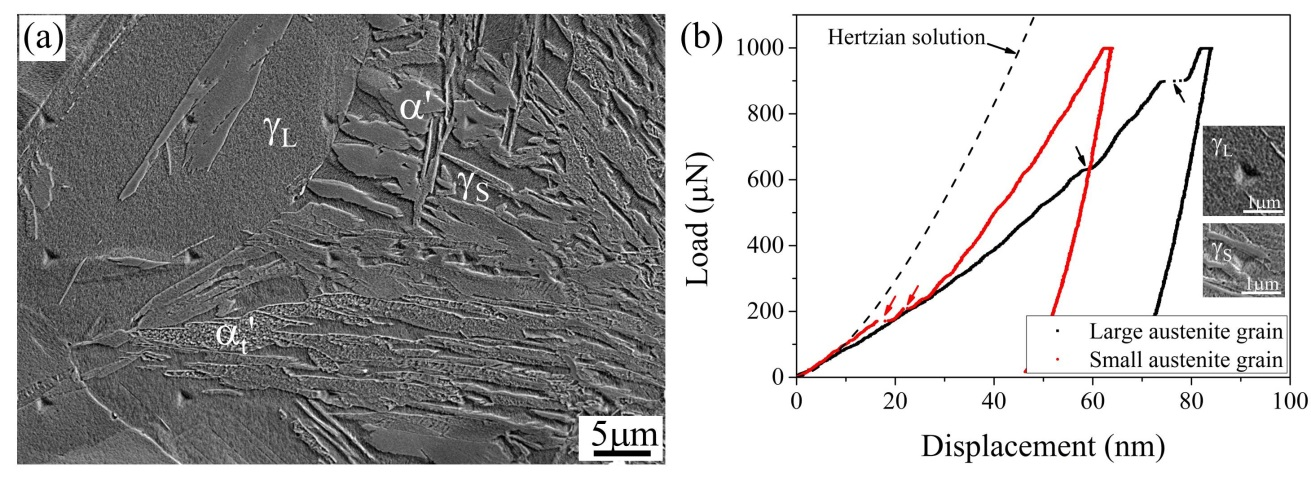 (a)
γL
α'
γS
αt'
5μm
(b)
Hertzian solution
1000
800
600
400
200
0
Load (μN)
γL
1μm
γS
1μm
Large austenite grain
Small austenite grain
0
20
40
60
80
100
Displacement (nm)